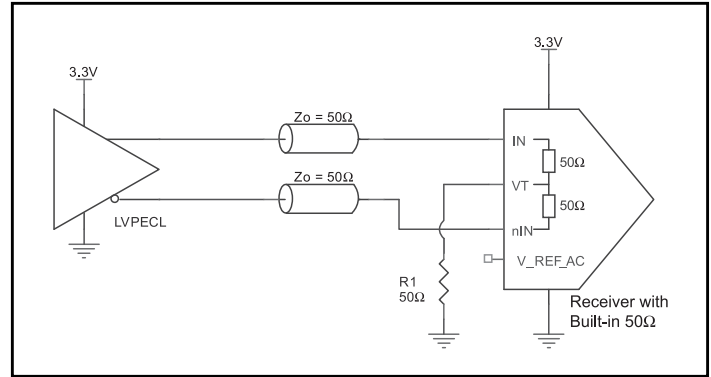 3.3V
3.3V
Zo = 50Ω
IN
50Ω
Zo = 50Ω
VT
50Ω
LVPECL
nIN
V_REF_AC
R1
50Ω
Receiver with
Built-in 50Ω